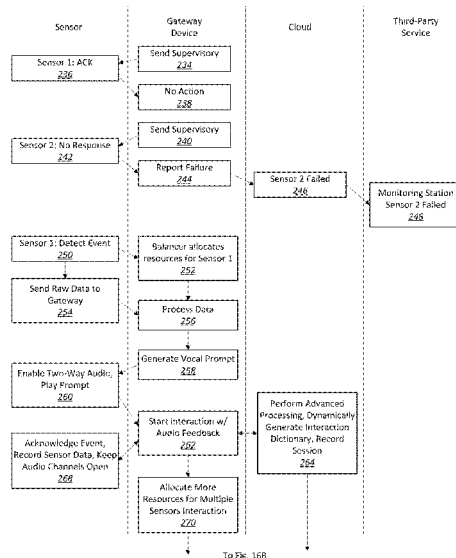 Sensor
Gateway
Device
Cloud
Third-Party
Service
Send Supervisory
234
Sensor 1: ACK
236
No Action
238
Send Supervisory
240
Sensor 2: No Response
242
Report Failure
244
Sensor 2 Failed
246
Monitoring Station
Sensor 2 Failed
248
Sensor 1: Detect Event
250
Balancer allocates
resources for Sensor 1
252
Send Raw Data to
Gateway
254
Process Data
256
Generate Vocal Prompt
258
Enable Two-Way Audio,
Play Prompt
260
Start Interaction w/
Audio Feedback
262
Perform Advanced
Processing, Dynamically
Generate Interaction
Dictionary, Record
Session
264
Acknowledge Event,
Record Sensor Data, Keep
Audio Channels Open
268
Allocate More
Resources for Multiple
Sensors Interaction
270
To Fig. 16B